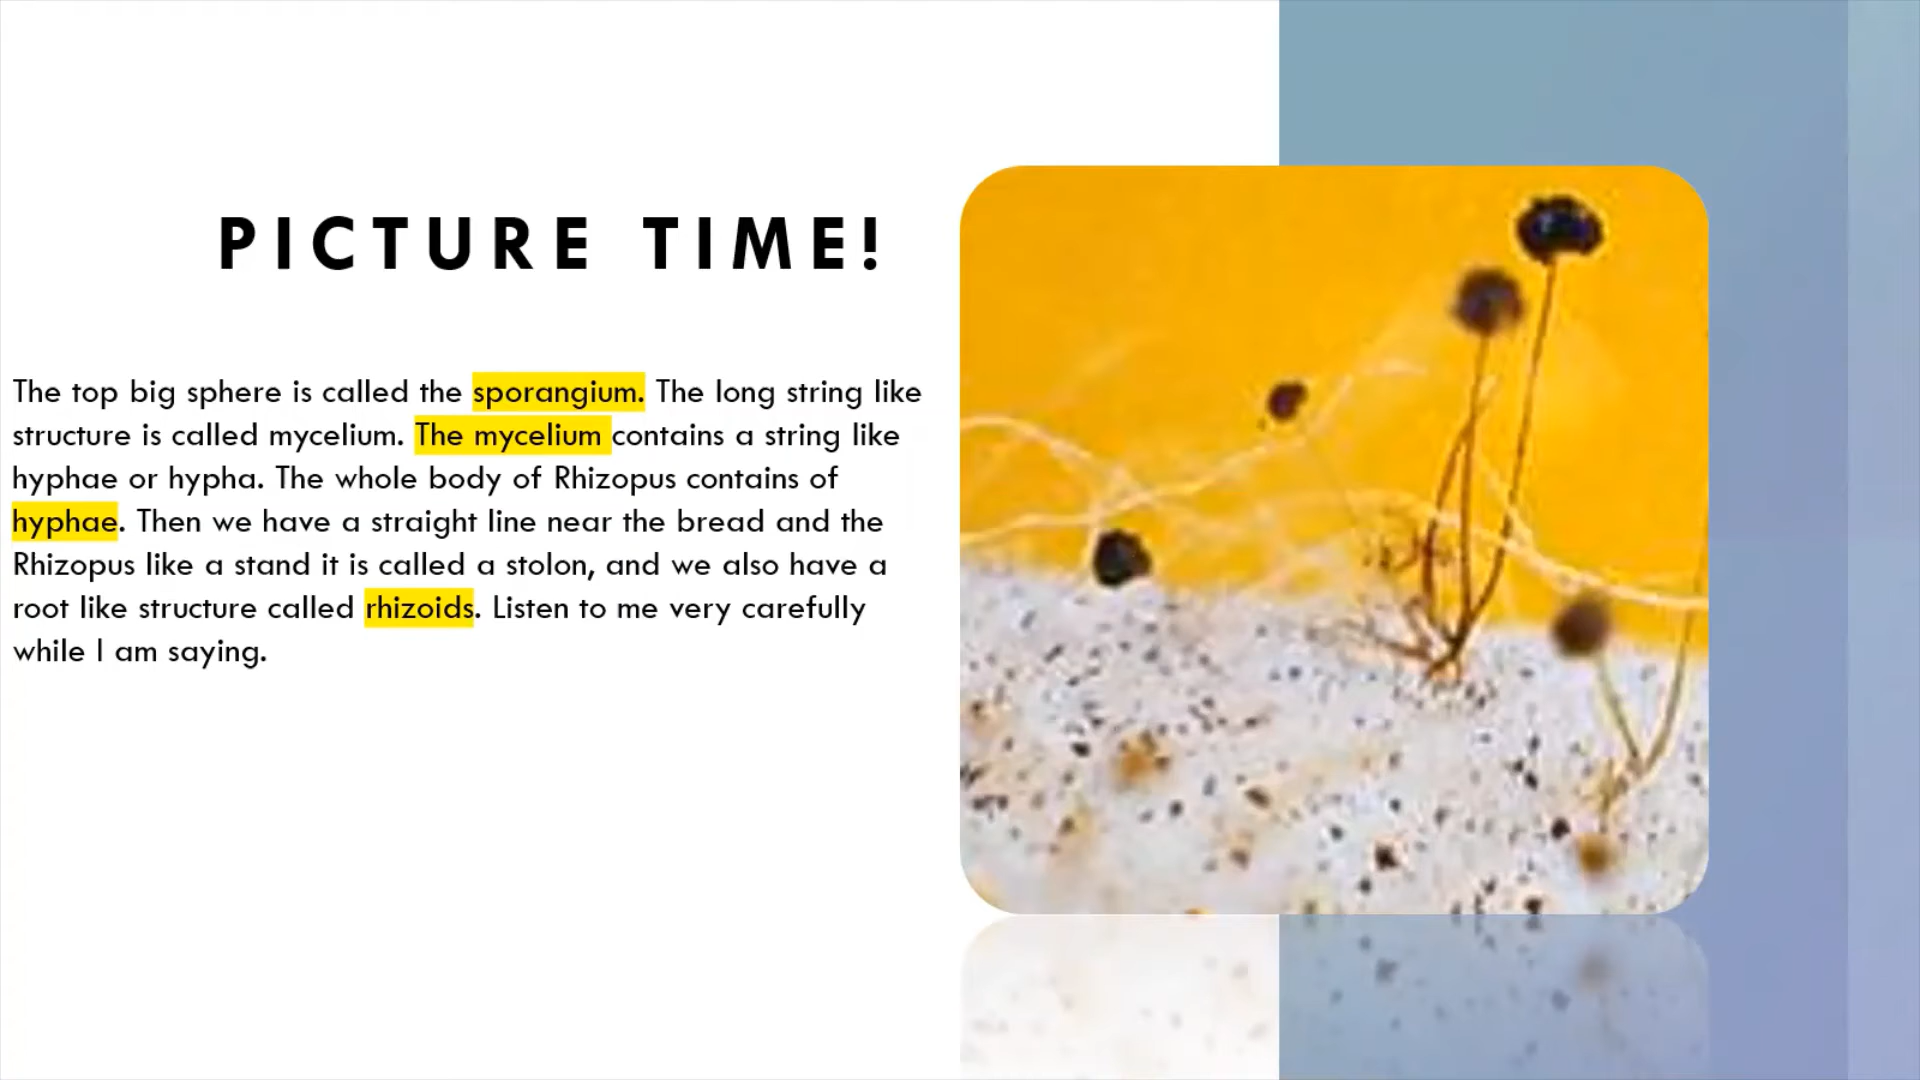 PICTURE TIME!
The top big sphere is called the sporangium. The long string like
structure is called mycelium. The mycelium contains a string like
hyphae or hypha. The whole body of Rhizopus contains of
hyphae. Then we have a straight line near the bread and the
Rhizopus like a stand it is called a stolon, and we also have a
root like structure called rhizoids. Listen to me very carefully
while I am saying.